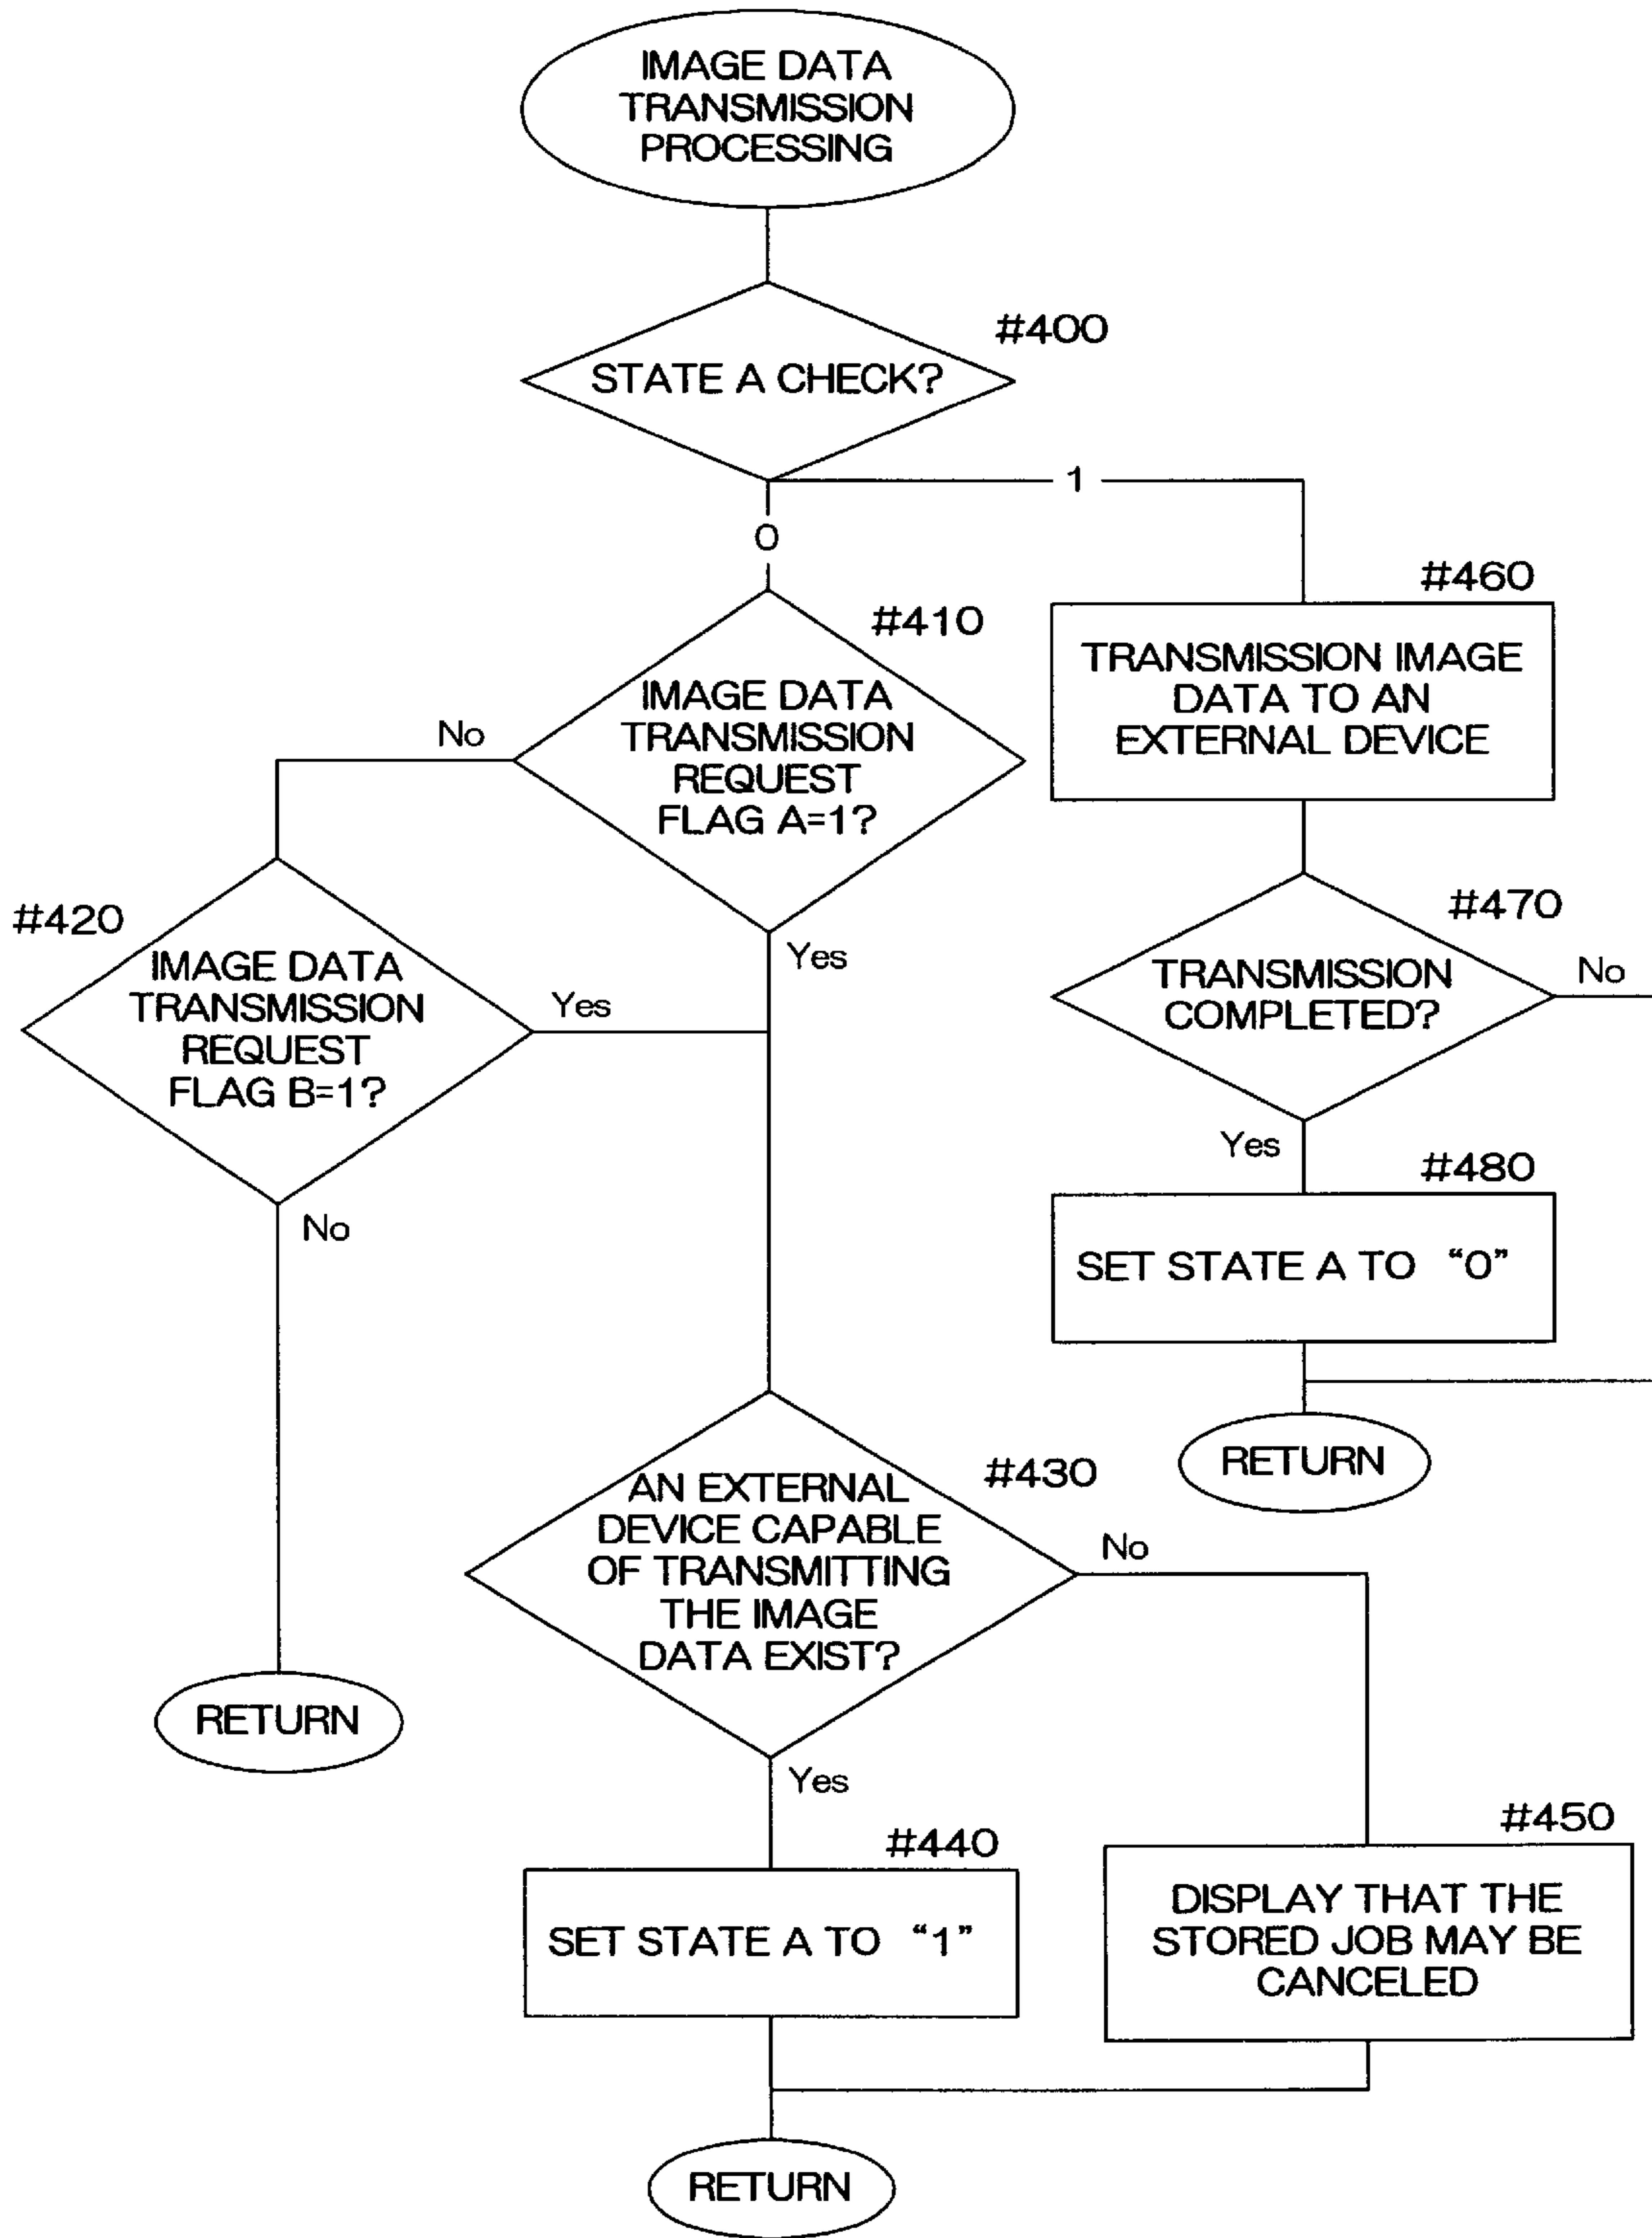 IMAGE DATA
TRANSMISSION
PROCESSING
#400
STATE A CHECK?
1
0
#410
IMAGE DATA
TRANSMISSION
REQUEST
FLAG A=1?
No
Yes
#420
IMAGE DATA
TRANSMISSION
REQUEST
FLAG B=1?
Yes
No
RETURN
#430
AN EXTERNAL
DEVICE CAPABLE
OF TRANSMITTING
THE IMAGE
DATA EXIST?
No
Yes
#440
SET STATE A TO “1”
#450
DISPLAY THAT THE
STORED JOB MAY BE
CANCELED
RETURN
#460
TRANSMISSION IMAGE
DATA TO AN
EXTERNAL DEVICE
#470
TRANSMISSION
COMPLETED?
No
Yes
#480
SET STATE A TO “0”
RETURN